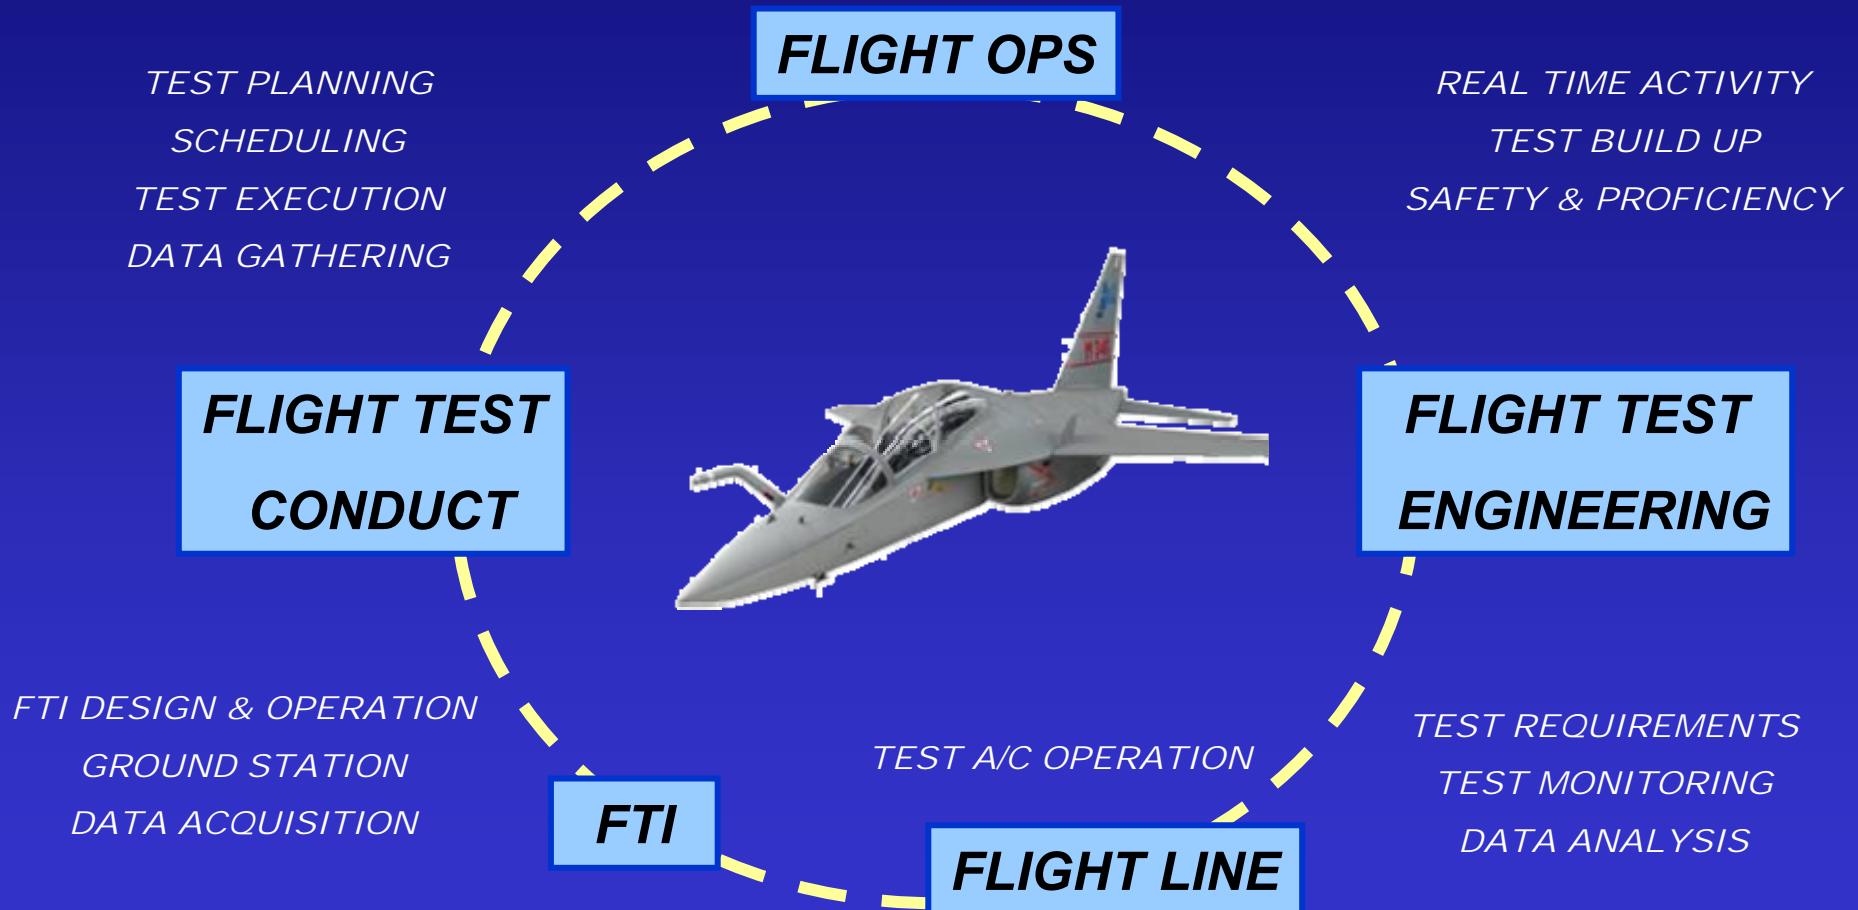 FLIGHT OPS
TEST PLANNING
SCHEDULING
TEST EXECUTION
DATA GATHERING
REAL TIME ACTIVITY
TEST BUILD UP
SAFETY & PROFICIENCY
FLIGHT TEST
CONDUCT
FLIGHT TEST
ENGINEERING
FTI DESIGN & OPERATION
GROUND STATION
DATA ACQUISITION
FTI
TEST A/C OPERATION
FLIGHT LINE
TEST REQUIREMENTS
TEST MONITORING
DATA ANALYSIS